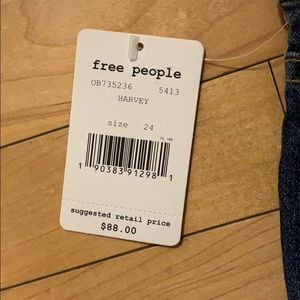 free people
OB735236 5413
HARVEY
size 24
1 90383 91298 1
suggested retail price
$88.00